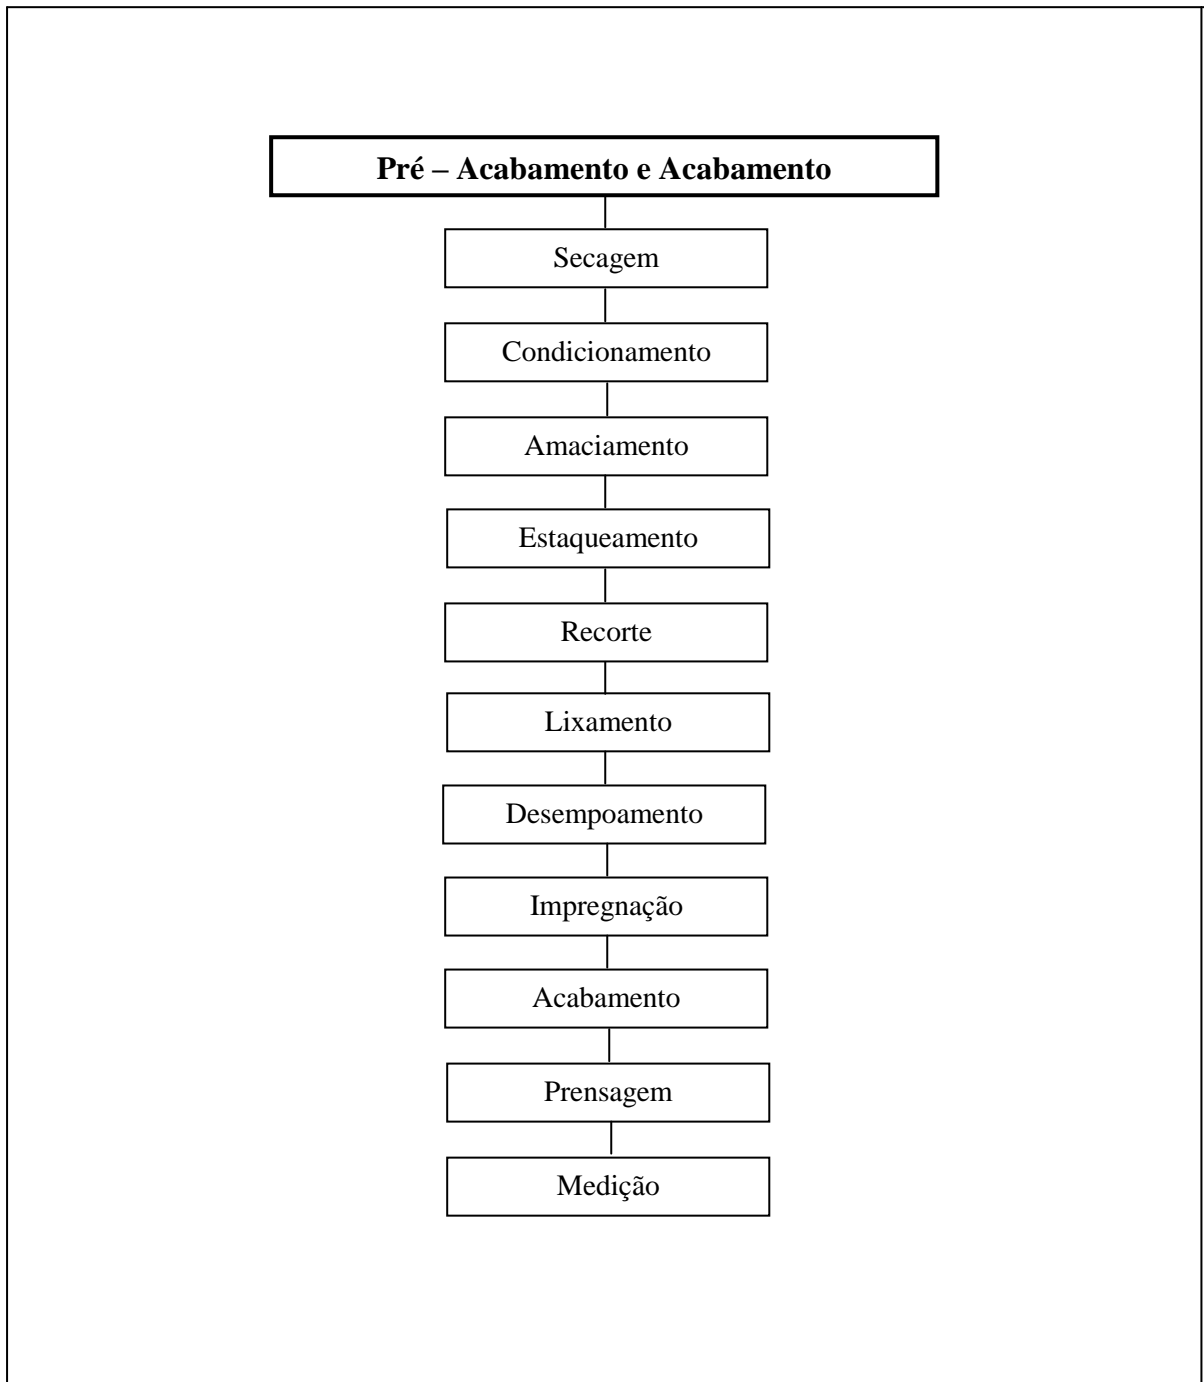 Pré – Acabamento e Acabamento
Secagem
Condicionamento
Amaciamento
Estaqueamento
Recorte
Lixamento
Desempoamento
Impregnação
Acabamento
Prensagem
Medição